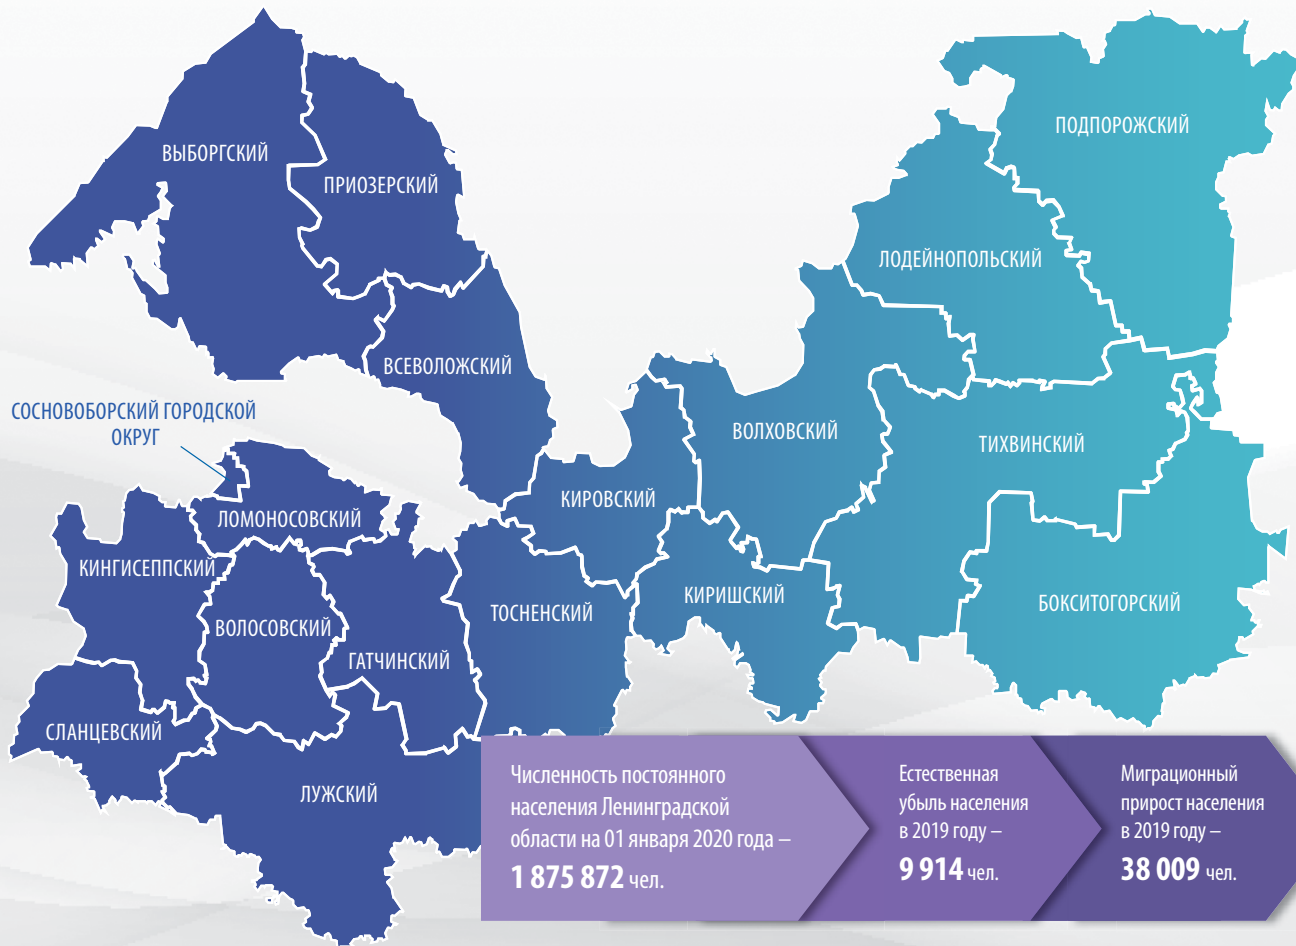 ПОДПОРОЖСКИЙ
ВЫБОРГСКИЙ
ПРИОЗЕРСКИЙ
ЛОДЕЙНОПОЛЬСКИЙ
ВСЕВОЛОЖСКИЙ
СОСНОВОБОРСКИЙ ГОРОДСКОЙ
ОКРУГ
ВОЛХОВСКИЙ
ТИХВИНСКИЙ
КИРОВСКИЙ
ЛОМОНОСОВСКИЙ
КИНГИСЕППСКИЙ
КИРИШСКИЙ
БОКСИТОГОРСКИЙ
ТОСНЕНСКИЙ
ВОЛОСОВСКИЙ
ГАТЧИНСКИЙ
СЛАНЦЕВСКИЙ
ЛУЖСКИЙ
Численность постоянного
населения Ленинградской
области на 01 января 2020 года –
1 875 872 чел.
Естественная
убыль населения
в 2019 году –
9 914 чел.
Миграционный
прирост населения
в 2019 году –
38 009 чел.